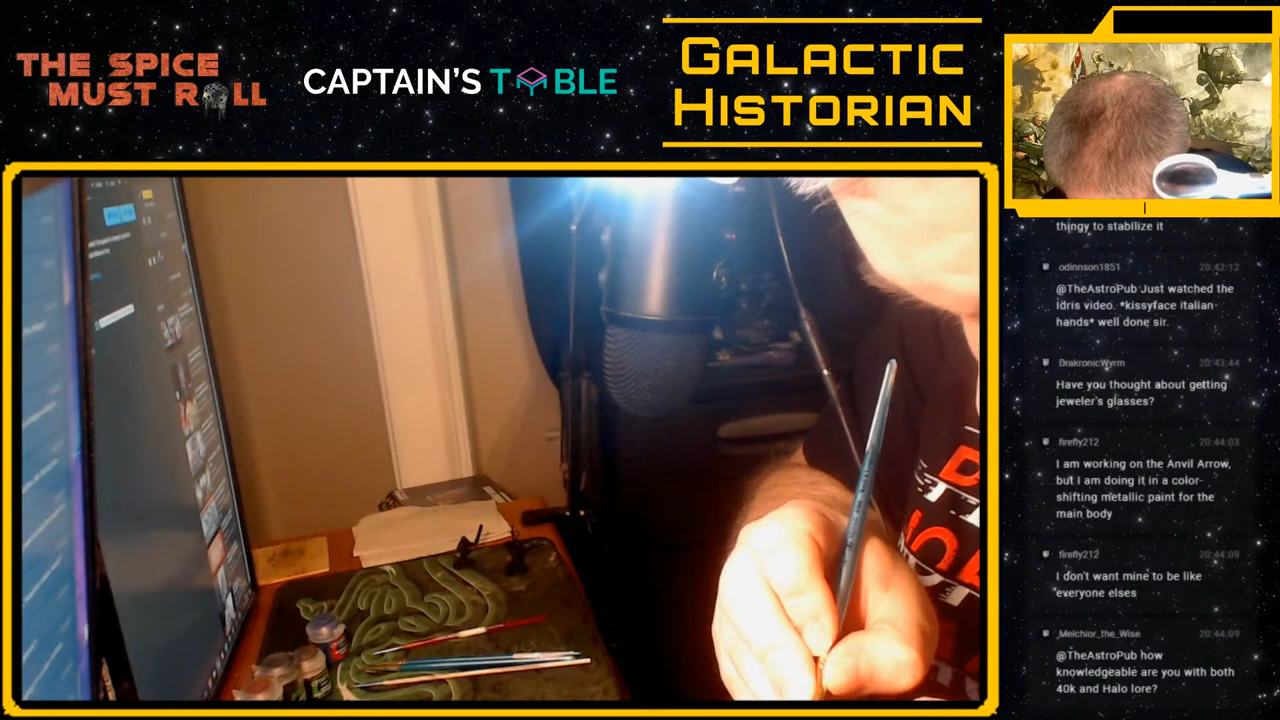 THE SPICE
MUST ROLL
CAPTAIN'S TABLE
GALACTIC
HISTORIAN
thingy to stabilize it
odinnson1851 20:42:12
@TheAstroPub Just watched the
Idris video. *kissyface italian
hands* well done sir.
DrakronicWyrm 20:43:44
Have you thought about getting
jeweler's glasses?
firefly212 20:44:03
I am working on the Anvil Arrow,
but I am doing it in a color-
shifting metallic paint for the
main body
firefly212 20:44:09
I don't want mine to be like
everyone elses
_Melchior_the_Wise 20:44:09
@TheAstroPub how
knowledgeable are you with both
40k and Halo lore?